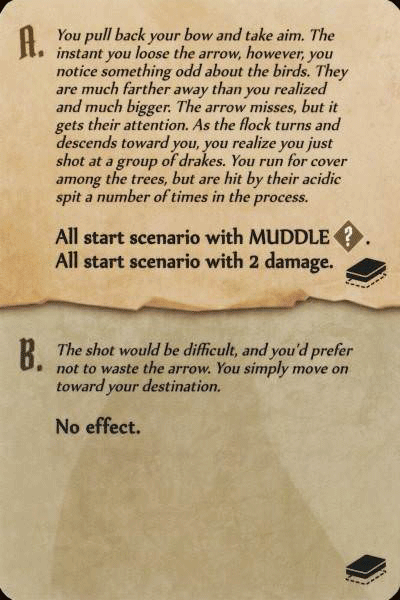 A. You pull back your bow and take aim. The
instant you loose the arrow, however, you
notice something odd about the birds. They
are much farther away than you realized
and much bigger. The arrow misses, but it
gets their attention. As the flock turns and
descends toward you, you realize you just
shot at a group of drakes. You run for cover
among the trees, but are hit by their acidic
spit a number of times in the process.
All start scenario with MUDDLE ? .
All start scenario with 2 damage.
B. The shot would be difficult, and you'd prefer
not to waste the arrow. You simply move on
toward your destination.
No effect.